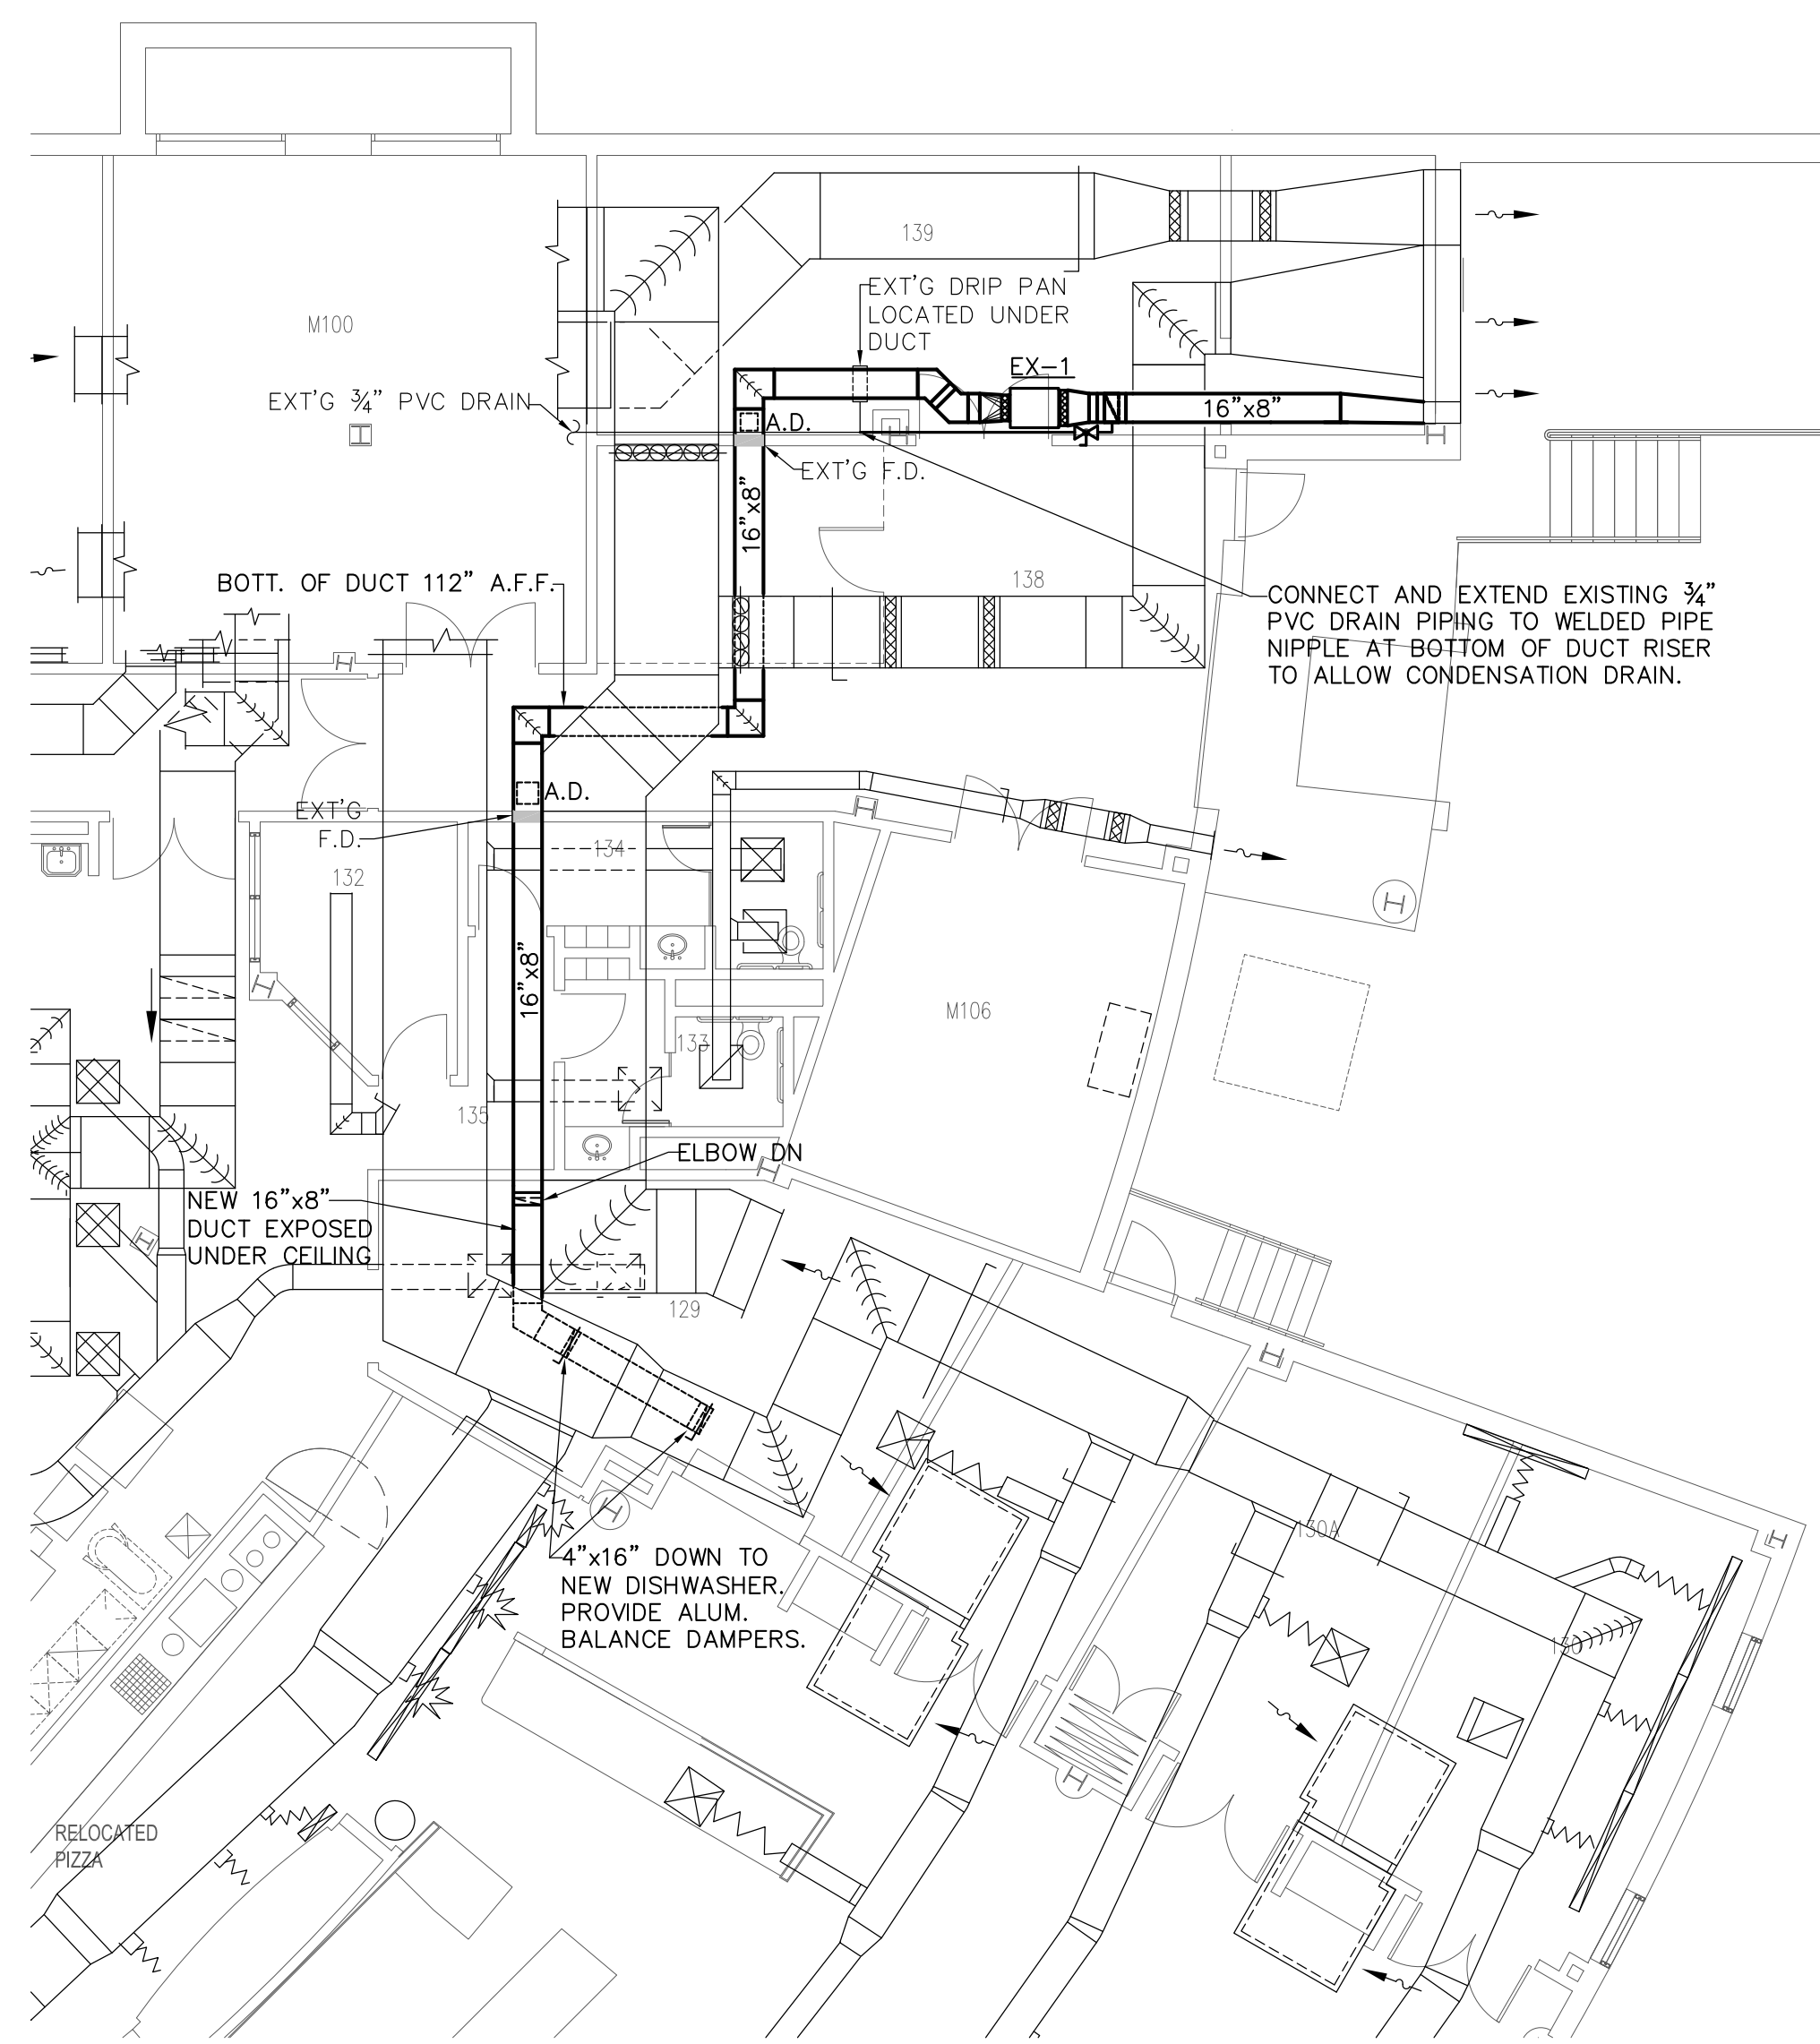 139
EXT'G DRIP PAN
LOCATED UNDER
DUCT
M100
EX-1
EXT'G ¾" PVC DRAIN
16"x8"
A.D.
EXT'G F.D.
16"x8"
BOTT. OF DUCT 112" A.F.F.
138
CONNECT AND EXTEND EXISTING ¾"
PVC DRAIN PIPING TO WELDED PIPE
NIPPLE AT BOTTOM OF DUCT RISER
TO ALLOW CONDENSATION DRAIN.
A.D.
EXT'G
F.D.
134
132
16"x8"
M106
133
135
ELBOW DN
NEW 16"x8"
DUCT EXPOSED
UNDER CEILING
129
130A
4"x16" DOWN TO
NEW DISHWASHER.
PROVIDE ALUM.
BALANCE DAMPERS.
130
RELOCATED
PIZZA